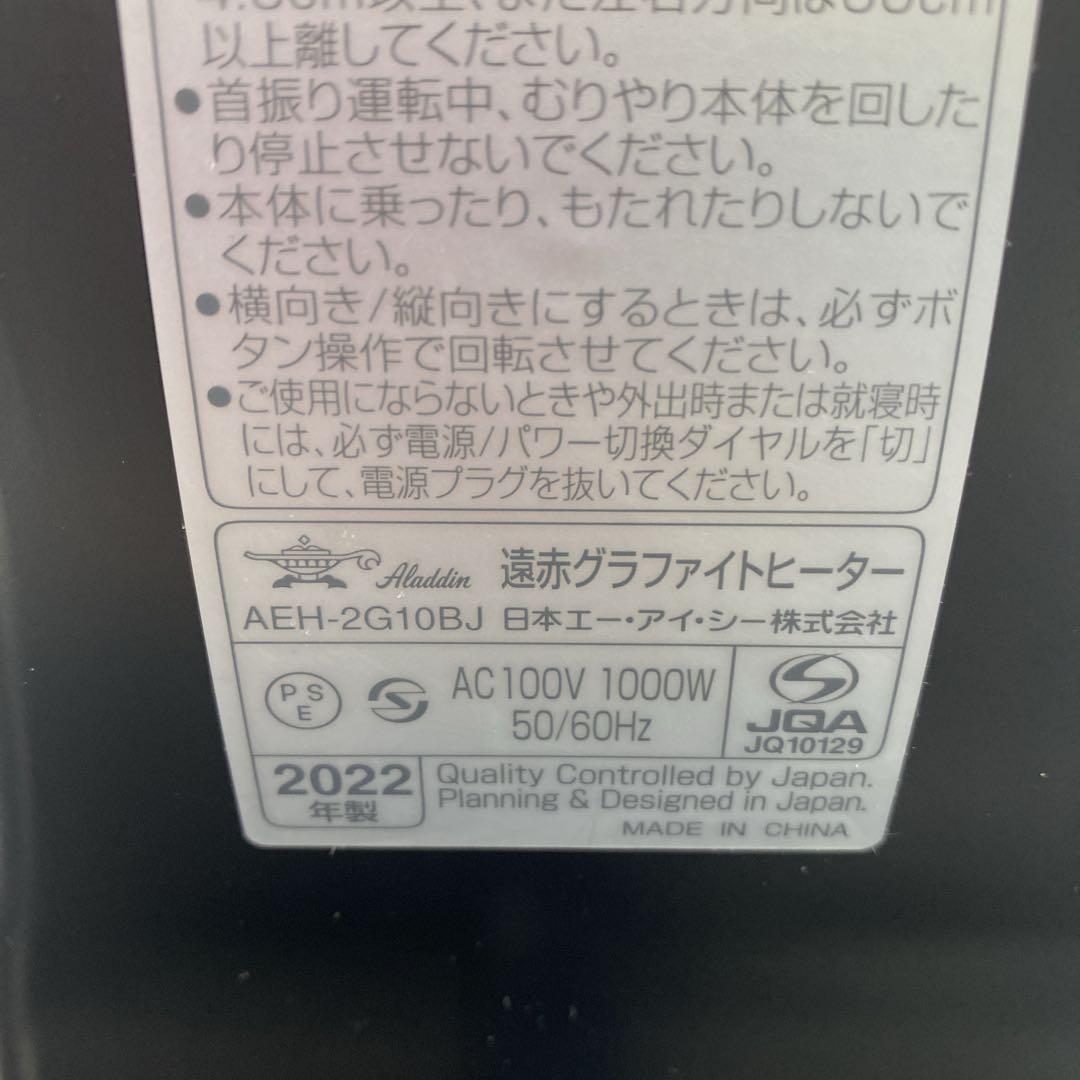 以上離してください。
●首振り運転中、むりやり本体を回した
り停止させないでください。
●本体に乗ったり、もたれたりしないで
ください。
●横向き/縦向きにするときは、必ずボ
タン操作で回転させてください。
●ご使用にならないときや外出時または就寝時
には、必ず電源/パワー切換ダイヤルを「切」
にして、電源プラグを抜いてください。
Aladdin 遠赤グラファイトヒーター
AEH-2G10BJ 日本エー・アイ・シー株式会社
PSE
AC100V 1000W
50/60Hz
JQA
JQ10129
2022
年製
Quality Controlled by Japan.
Planning & Designed in Japan.
MADE IN CHINA